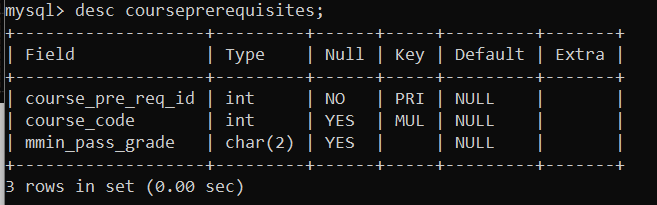 mysql> desc courseprerequisites;
+-------------------+---------+------+-----+---------+-------+
| Field             | Type    | Null | Key | Default | Extra |
+-------------------+---------+------+-----+---------+-------+
| course_pre_req_id | int     | NO   | PRI | NULL    |       |
| course_code       | int     | YES  | MUL | NULL    |       |
| mmin_pass_grade   | char(2) | YES  |     | NULL    |       |
+-------------------+---------+------+-----+---------+-------+
3 rows in set (0.00 sec)